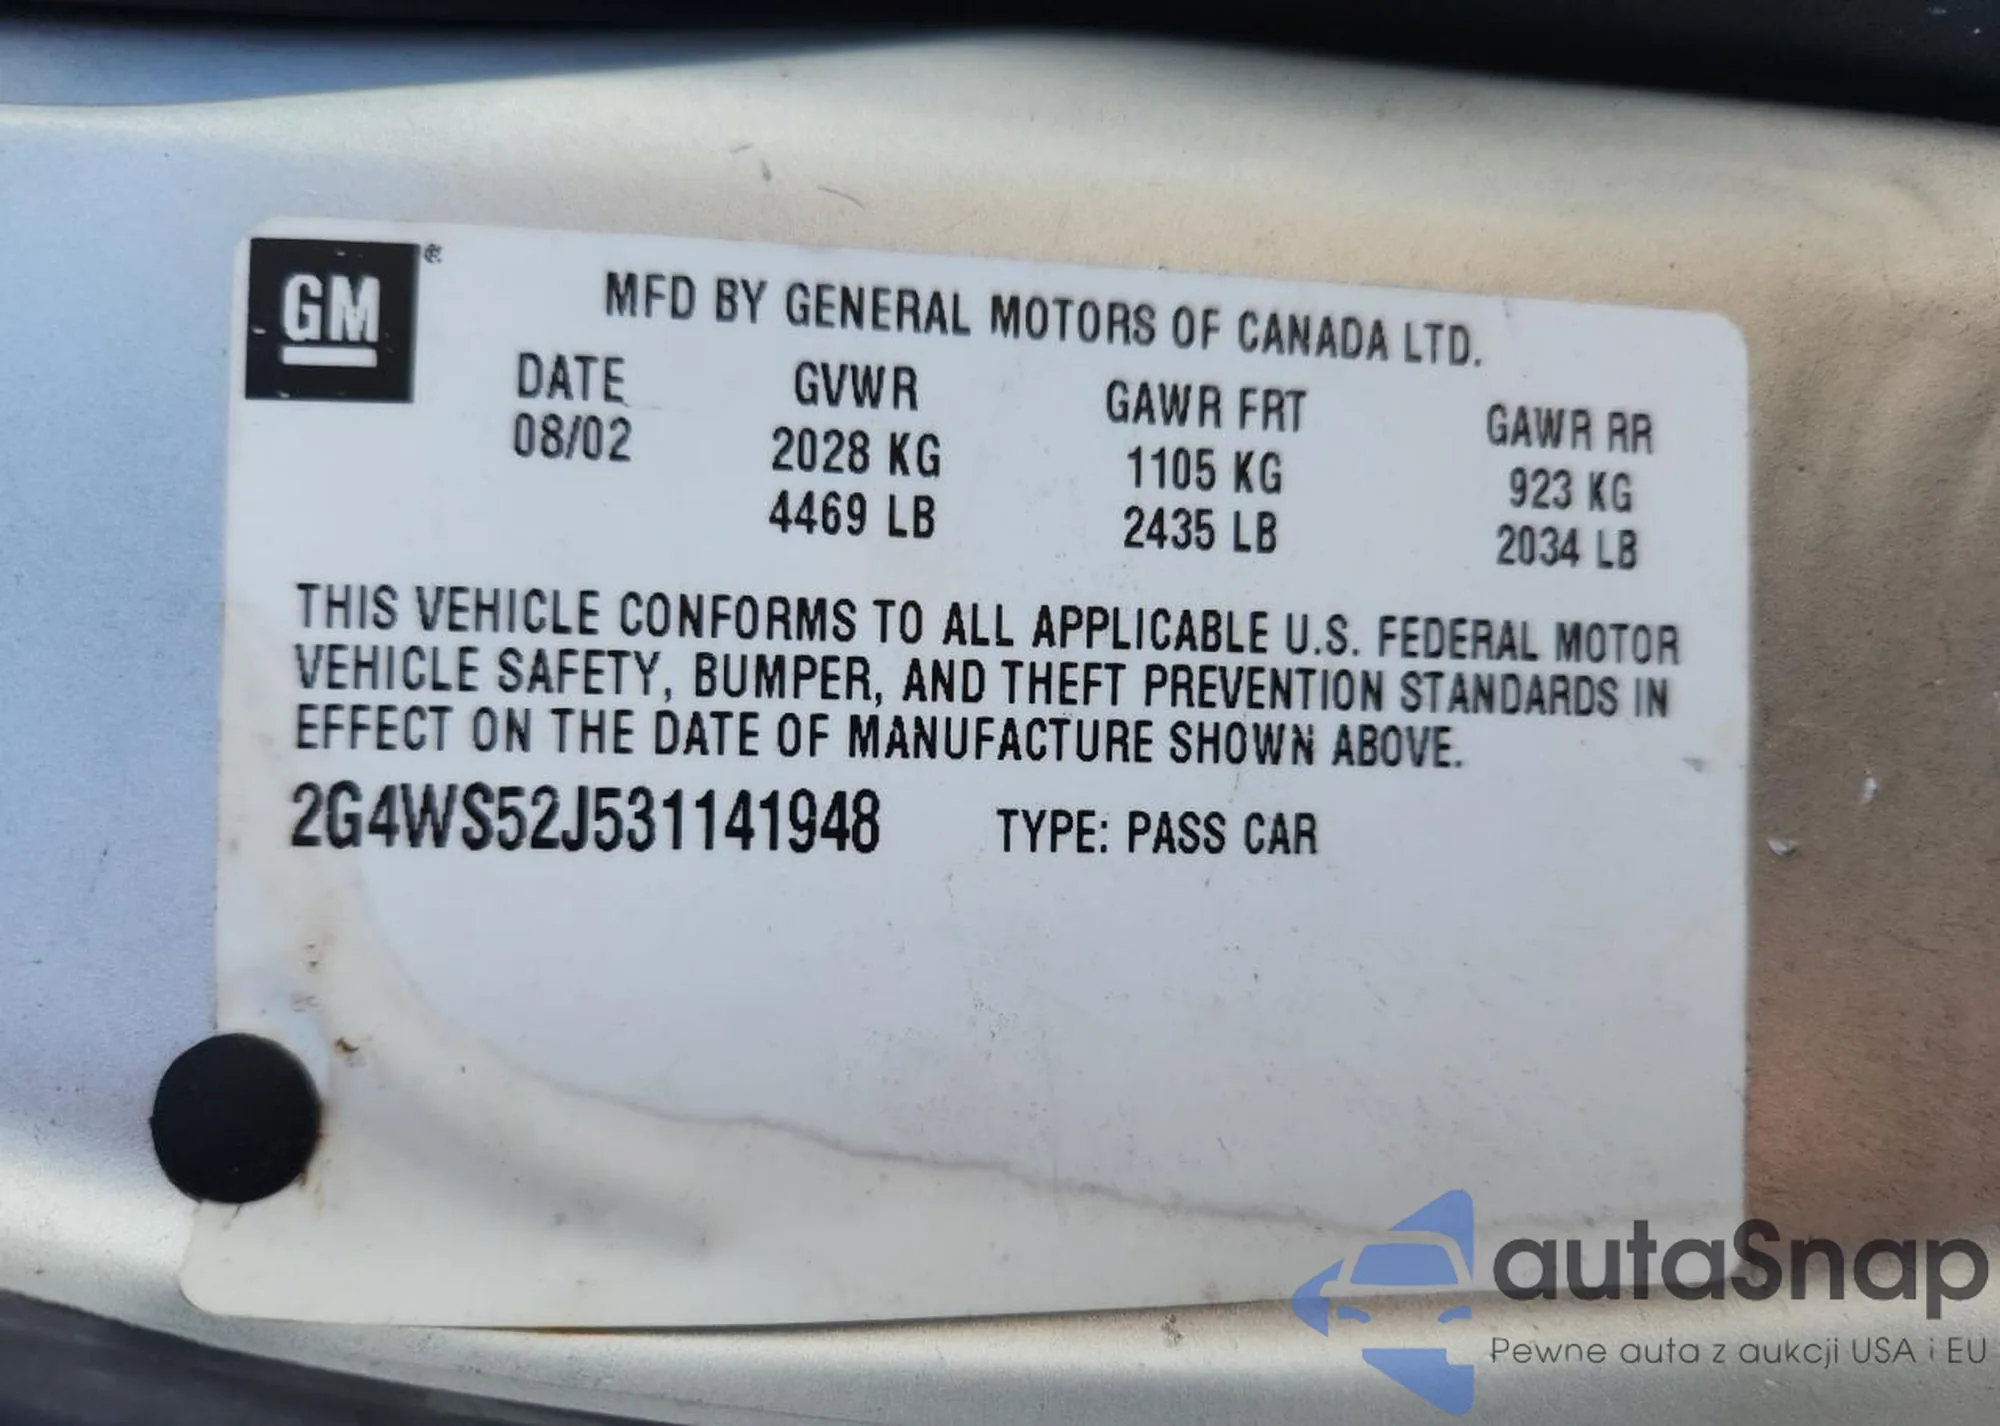 GM ®
MFD BY GENERAL MOTORS OF CANADA LTD.
DATE GVWR GAWR FRT GAWR RR
08/02 2028 KG 1105 KG 923 KG
4469 LB 2435 LB 2034 LB
THIS VEHICLE CONFORMS TO ALL APPLICABLE U.S. FEDERAL MOTOR
VEHICLE SAFETY, BUMPER, AND THEFT PREVENTION STANDARDS IN
EFFECT ON THE DATE OF MANUFACTURE SHOWN ABOVE.
2G4WS52J531141948 TYPE: PASS CAR
autaSnap
Pewne auta z aukcji USA i EU